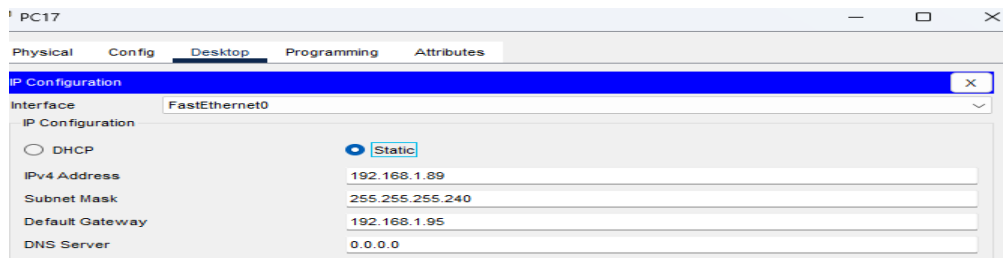 PC17
Physical Config Desktop Programming Attributes
IP Configuration X
Interface FastEthernet0
IP Configuration
DHCP Static
IPv4 Address 192.168.1.89
Subnet Mask 255.255.255.240
Default Gateway 192.168.1.95
DNS Server 0.0.0.0